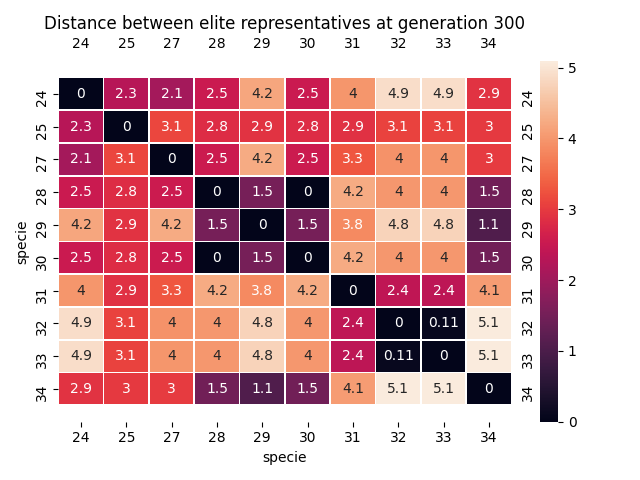 Distance between elite representatives at generation 300
24 25 27 28 29 30 31 32 33 34
24 0 2.3 2.1 2.5 4.2 2.5 4 4.9 4.9 2.9 24
25 2.3 0 3.1 2.8 2.9 2.8 2.9 3.1 3.1 3 25
27 2.1 3.1 0 2.5 4.2 2.5 3.3 4 4 3 27
28 2.5 2.8 2.5 0 1.5 0 4.2 4 4 1.5 28
29 4.2 2.9 4.2 1.5 0 1.5 3.8 4.8 4.8 1.1 29
30 2.5 2.8 2.5 0 1.5 0 4.2 4 4 1.5 30
31 4 2.9 3.3 4.2 3.8 4.2 0 2.4 2.4 4.1 31
32 4.9 3.1 4 4 4.8 4 2.4 0 0.11 5.1 32
33 4.9 3.1 4 4 4.8 4 2.4 0.11 0 5.1 33
34 2.9 3 3 1.5 1.1 1.5 4.1 5.1 5.1 0 34
24 25 27 28 29 30 31 32 33 34
specie
specie
5
4
3
2
1
0